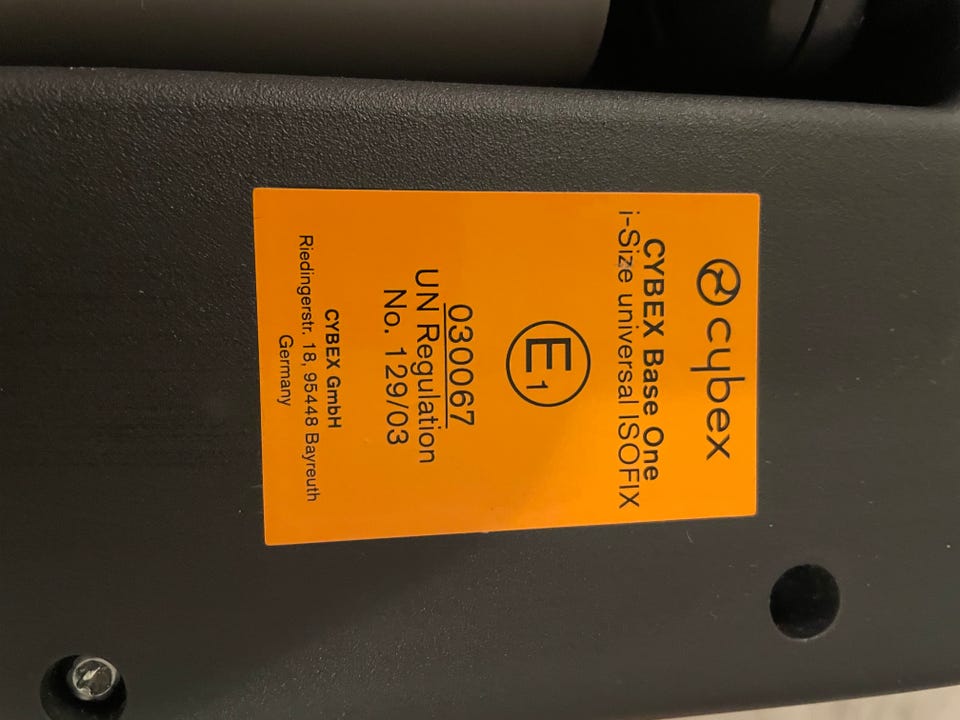 cybex
CYBEX Base One
i-Size universal ISOFIX
E1
030067
UN Regulation
No. 129/03
CYBEX GmbH
Riedingerstr. 18, 95448 Bayreuth
Germany